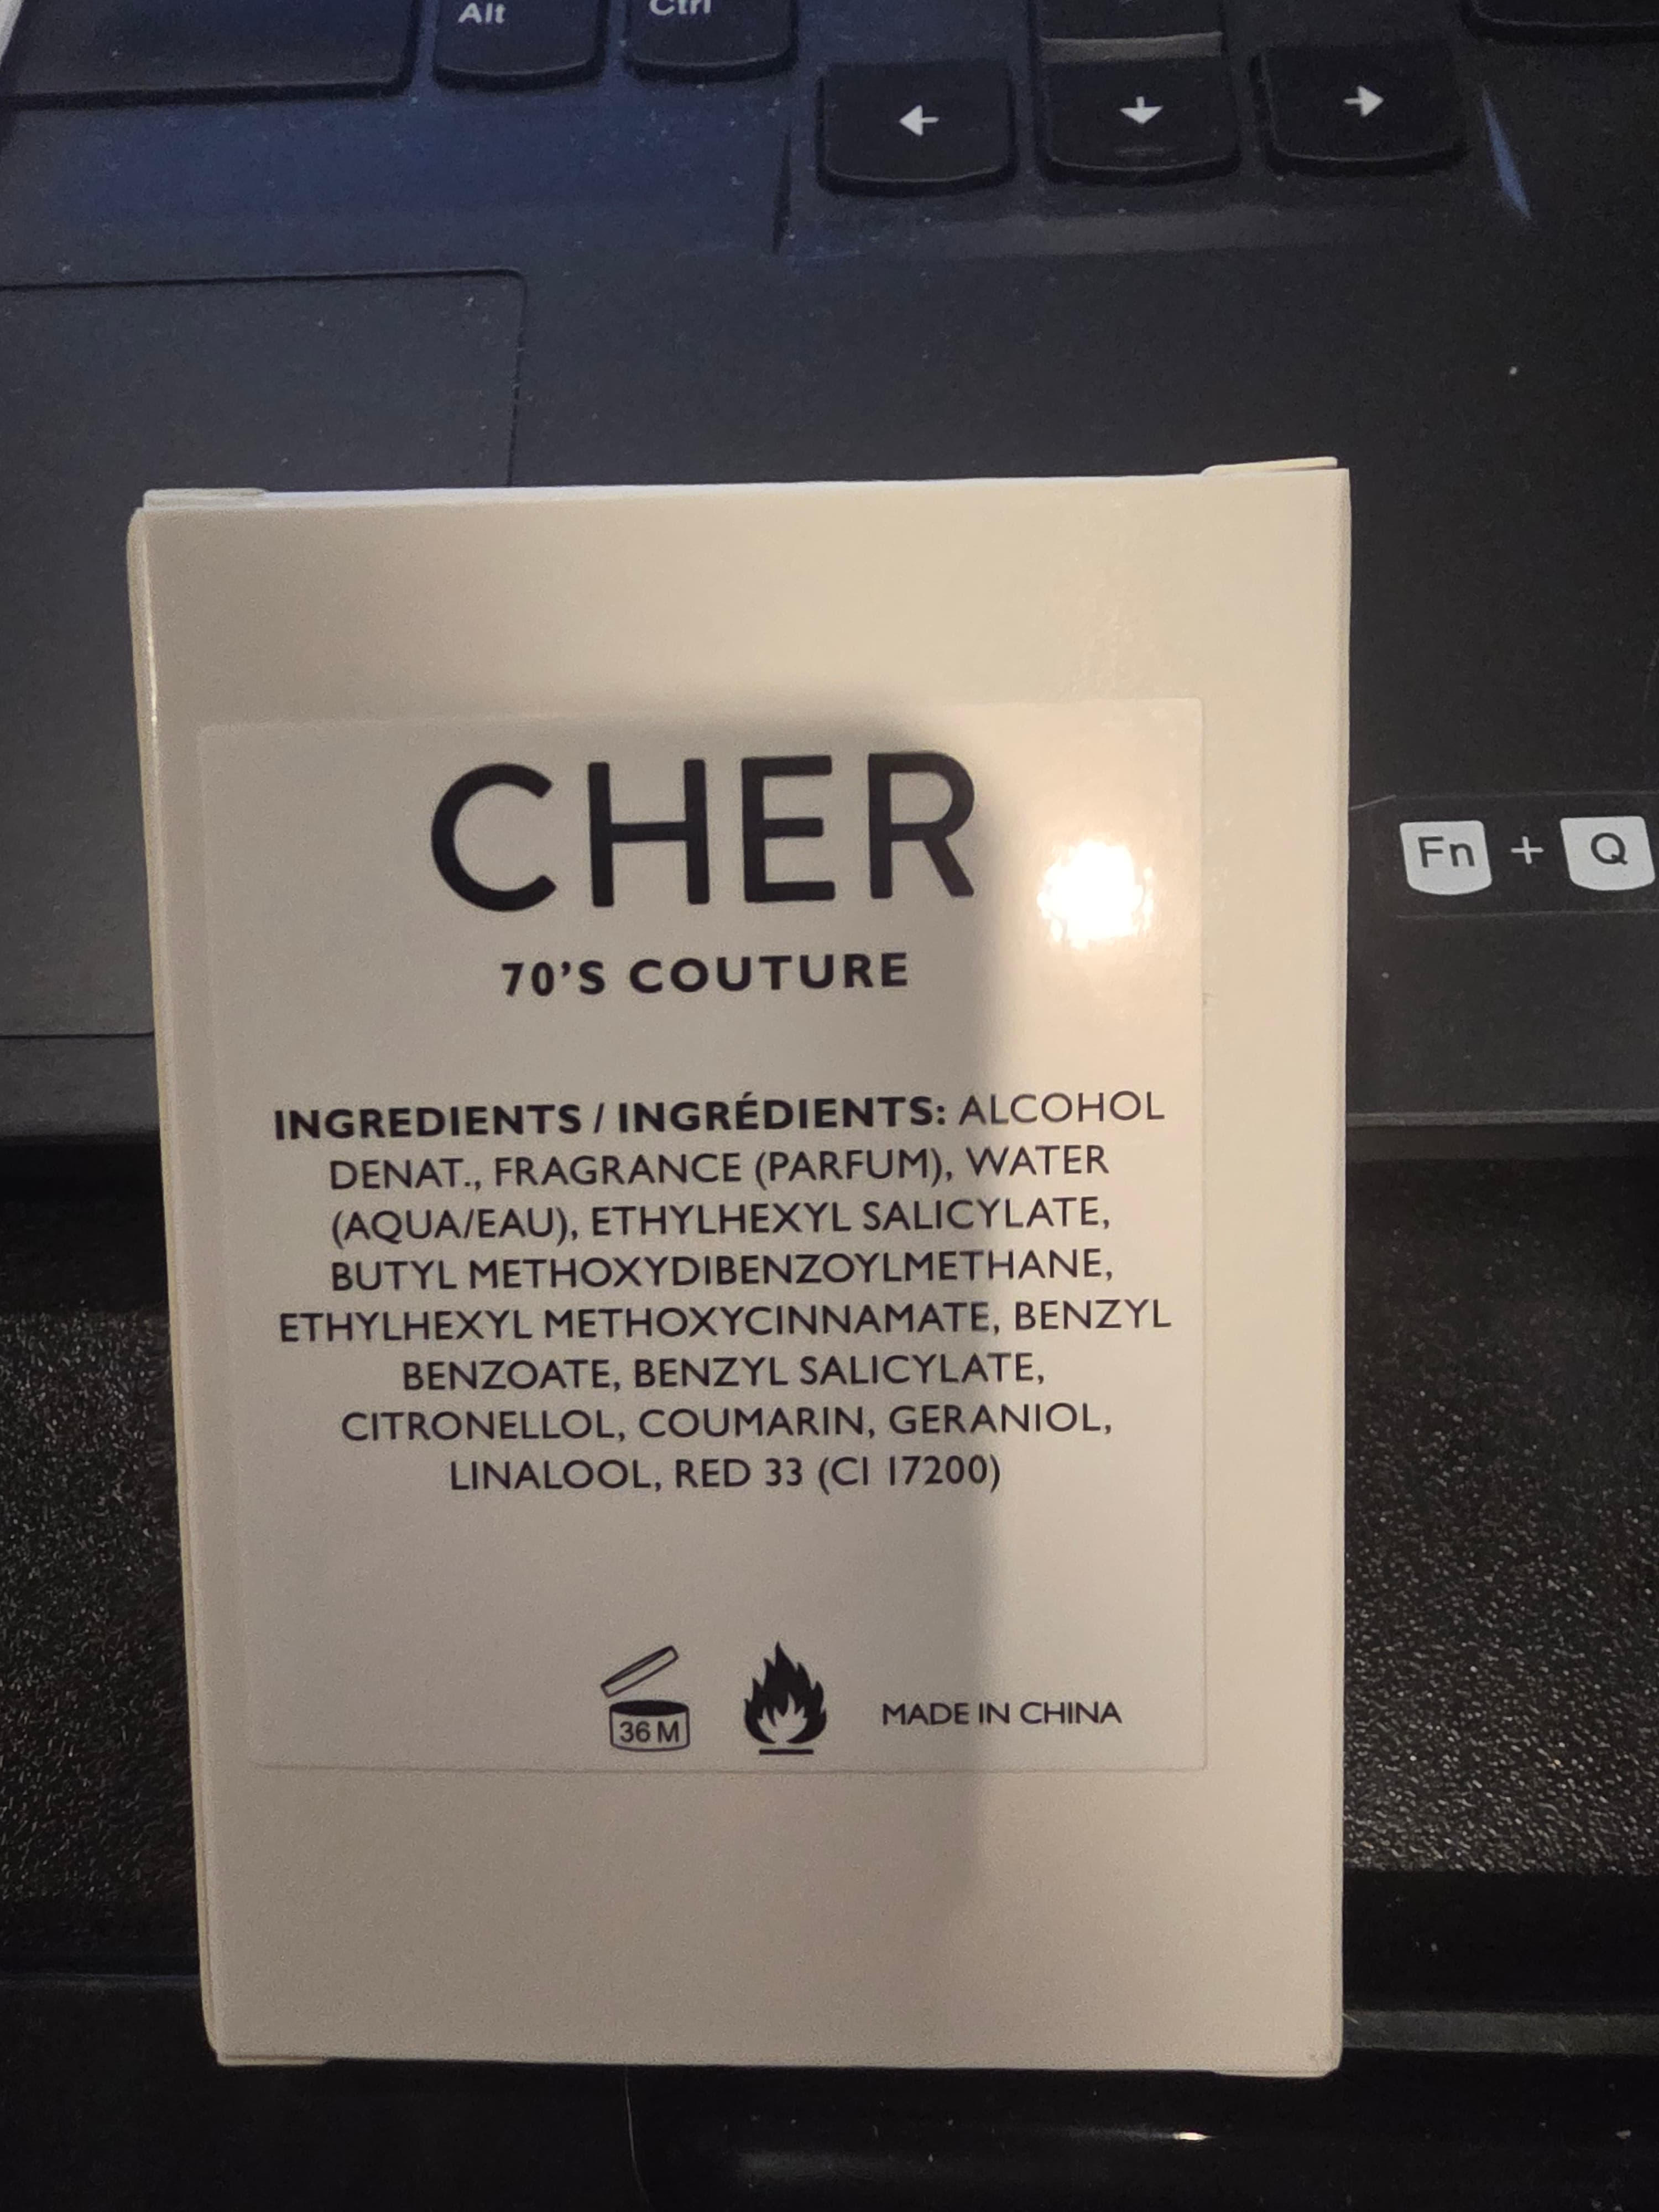 Alt
Ctrl
Fn + Q
CHER
70'S COUTURE
INGREDIENTS / INGRÉDIENTS: ALCOHOL
DENAT., FRAGRANCE (PARFUM), WATER
(AQUA/EAU), ETHYLHEXYL SALICYLATE,
BUTYL METHOXYDIBENZOYLMETHANE,
ETHYLHEXYL METHOXYCINNAMATE, BENZYL
BENZOATE, BENZYL SALICYLATE,
CITRONELLOL, COUMARIN, GERANIOL,
LINALOOL, RED 33 (CI 17200)
36 M
MADE IN CHINA